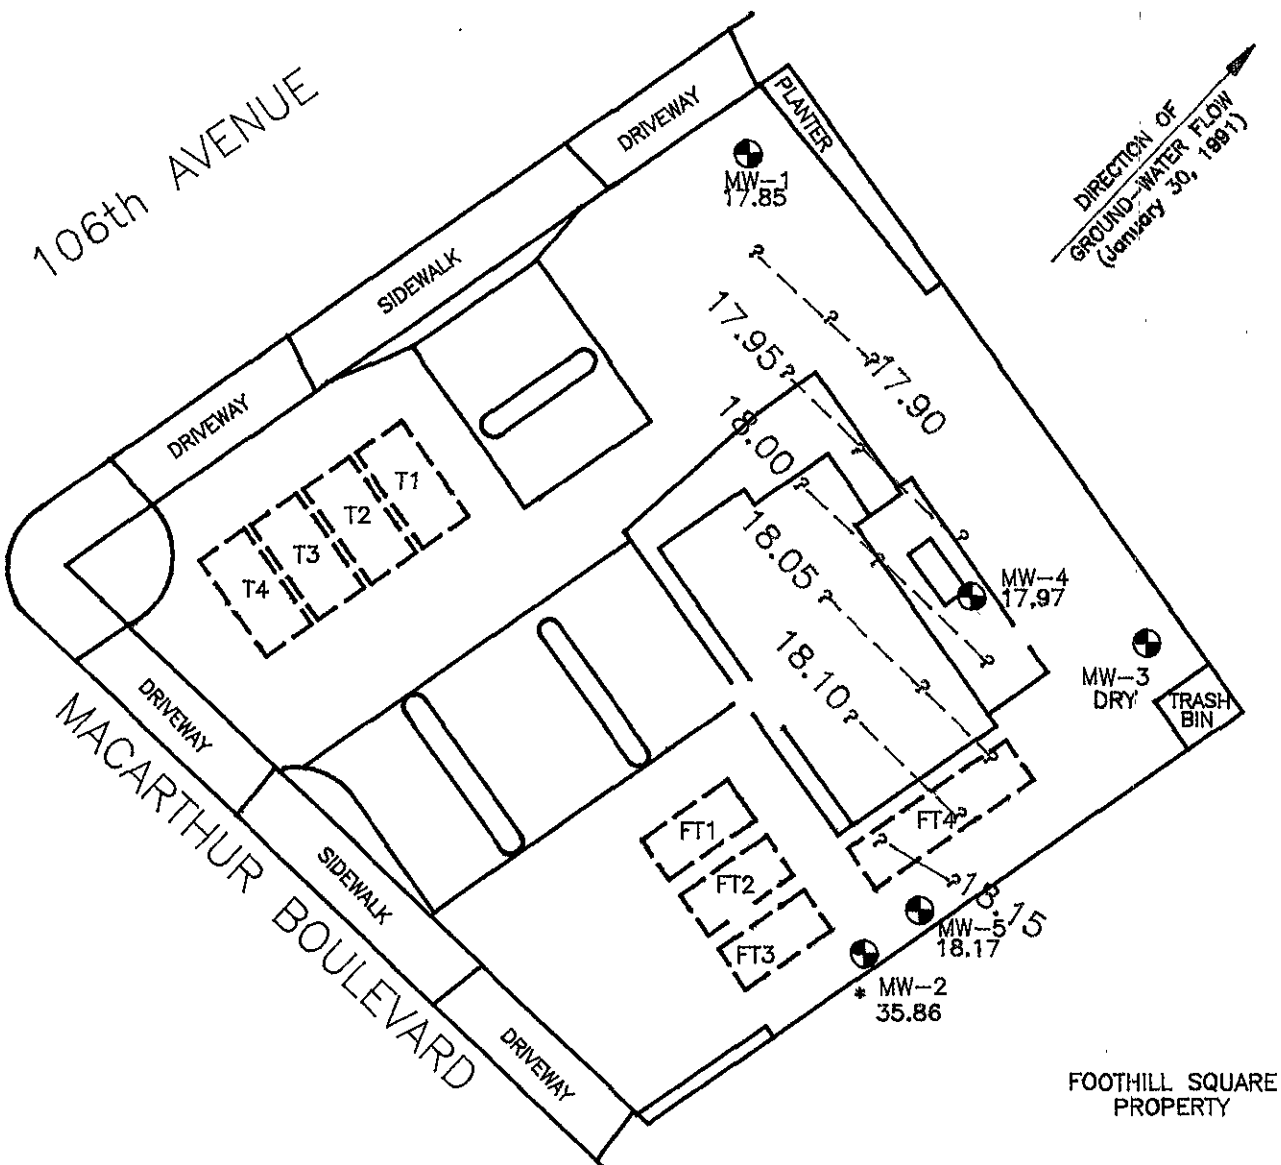 106th AVENUE
DRIVEWAY
PLANTER
DIRECTION OF
GROUND-WATER FLOW
(January 30, 1991)
MW-1
17.85
SIDEWALK
17.95
17.90
DRIVEWAY
18.00
T1
T2
T3
T4
18.05
MW-4
17.97
18.10
MW-3
DRY
TRASH
BIN
DRIVEWAY
MACARTHUR BOULEVARD
FT1
FT4
SIDEWALK
FT2
18.15
FT3
MW-5
18.17
* MW-2
35.86
DRIVEWAY
FOOTHILL SQUARE
PROPERTY
? ? ?
? ? ?
? ? ?
? ? ?
? ?
? ?